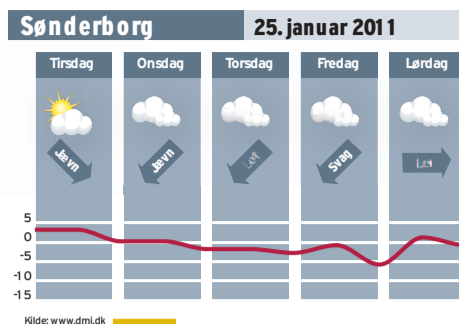 Sønderborg 25. januar 2011
Tirsdag Onsdag Torsdag Fredag Lørdag
Jævn Jævn Let Svag Let
5
0
-5
-10
-15
Kilde: www.dmi.dk